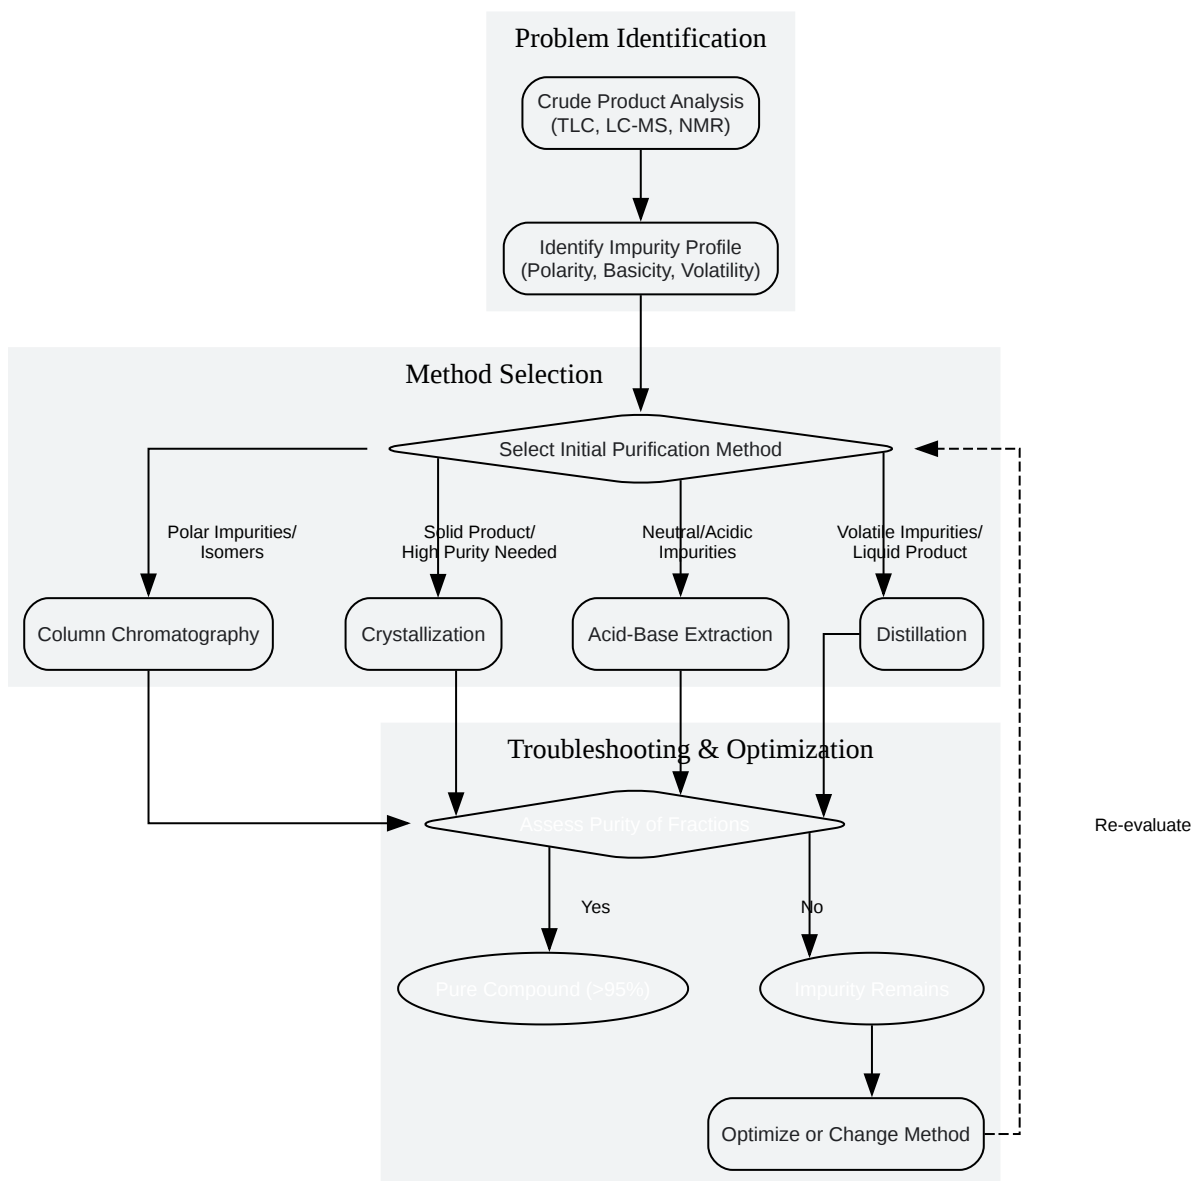 Problem Identification
Crude Product Analysis
(TLC, LC-MS, NMR)
Identify Impurity Profile
(Polarity, Basicity, Volatility)
Method Selection
Select Initial Purification Method
Polar Impurities/
Isomers
Solid Product/
High Purity Needed
Neutral/Acidic
Impurities
Volatile Impurities/
Liquid Product
Column Chromatography
Crystallization
Acid-Base Extraction
Distillation
Troubleshooting & Optimization
Assess Purity of Fractions
Re-evaluate
Yes
No
Pure Compound (>95%)
Impurity Remains
Optimize or Change Method